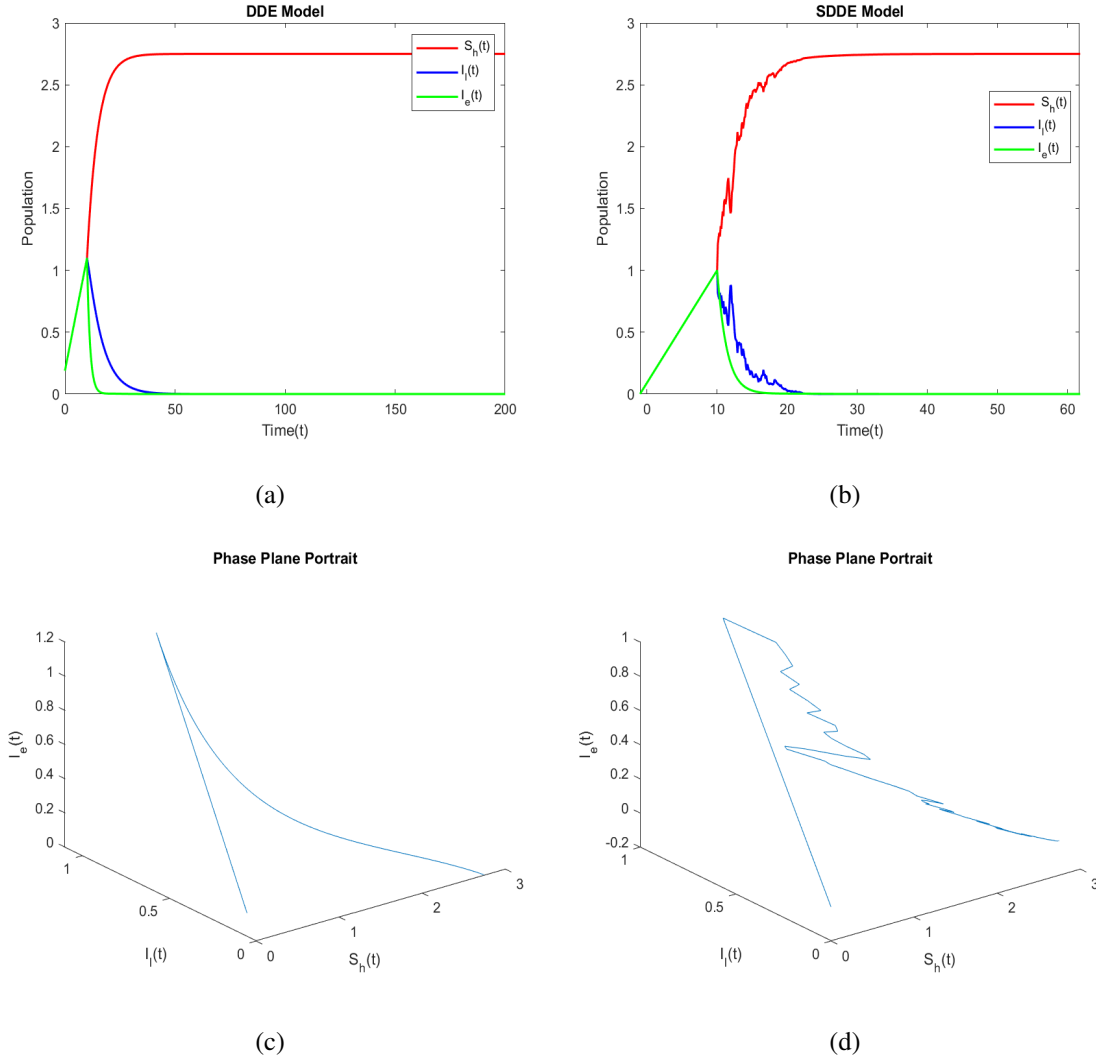 DDE Model
3
2.5
2
1.5
1
0.5
0
Population
0 50 100 150 200
Time(t)
S_h(t)
I_l(t)
I_e(t)
(a)
SDDE Model
3
2.5
2
1.5
1
0.5
0
Population
0 10 20 30 40 50 60
Time(t)
S_h(t)
I_l(t)
I_e(t)
(b)
Phase Plane Portrait
1.2
1
0.8
0.6
0.4
0.2
0
I_e(t)
1
0.5
0
I_l(t)
0
1
2
3
S_h(t)
(c)
Phase Plane Portrait
1
0.8
0.6
0.4
0.2
0
-0.2
I_e(t)
1
0.5
0
I_l(t)
0
1
2
3
S_h(t)
(d)